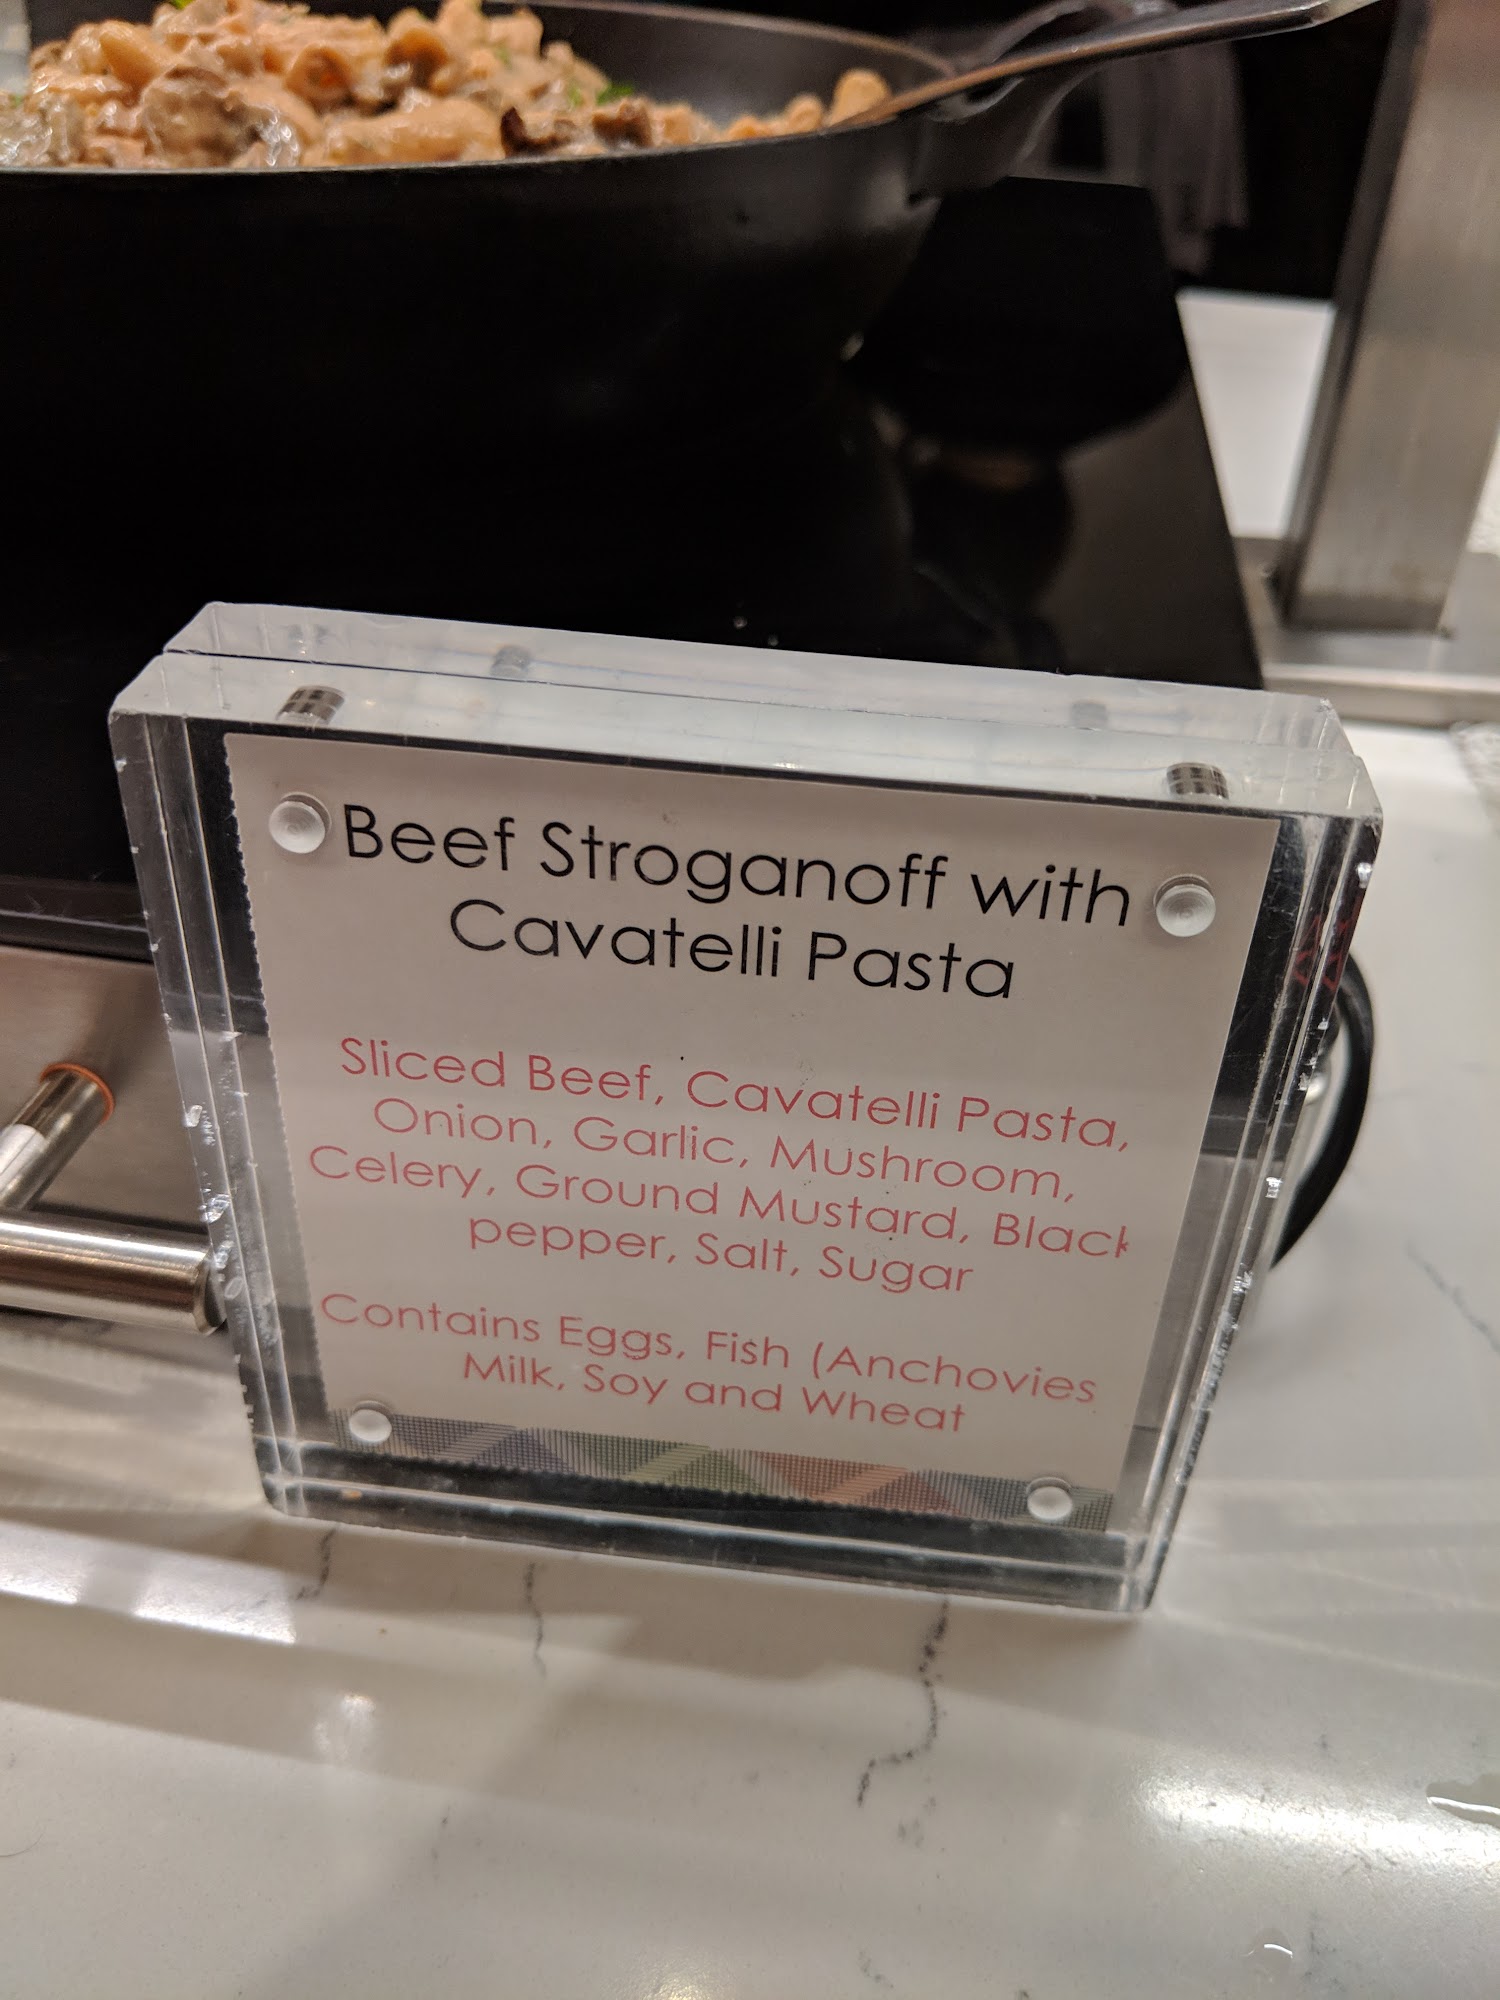 Beef Stroganoff with
Cavatelli Pasta
Sliced Beef, Cavatelli Pasta,
Onion, Garlic, Mushroom,
Celery, Ground Mustard, Black
pepper, Salt, Sugar
Contains Eggs, Fish (Anchovies
Milk, Soy and Wheat